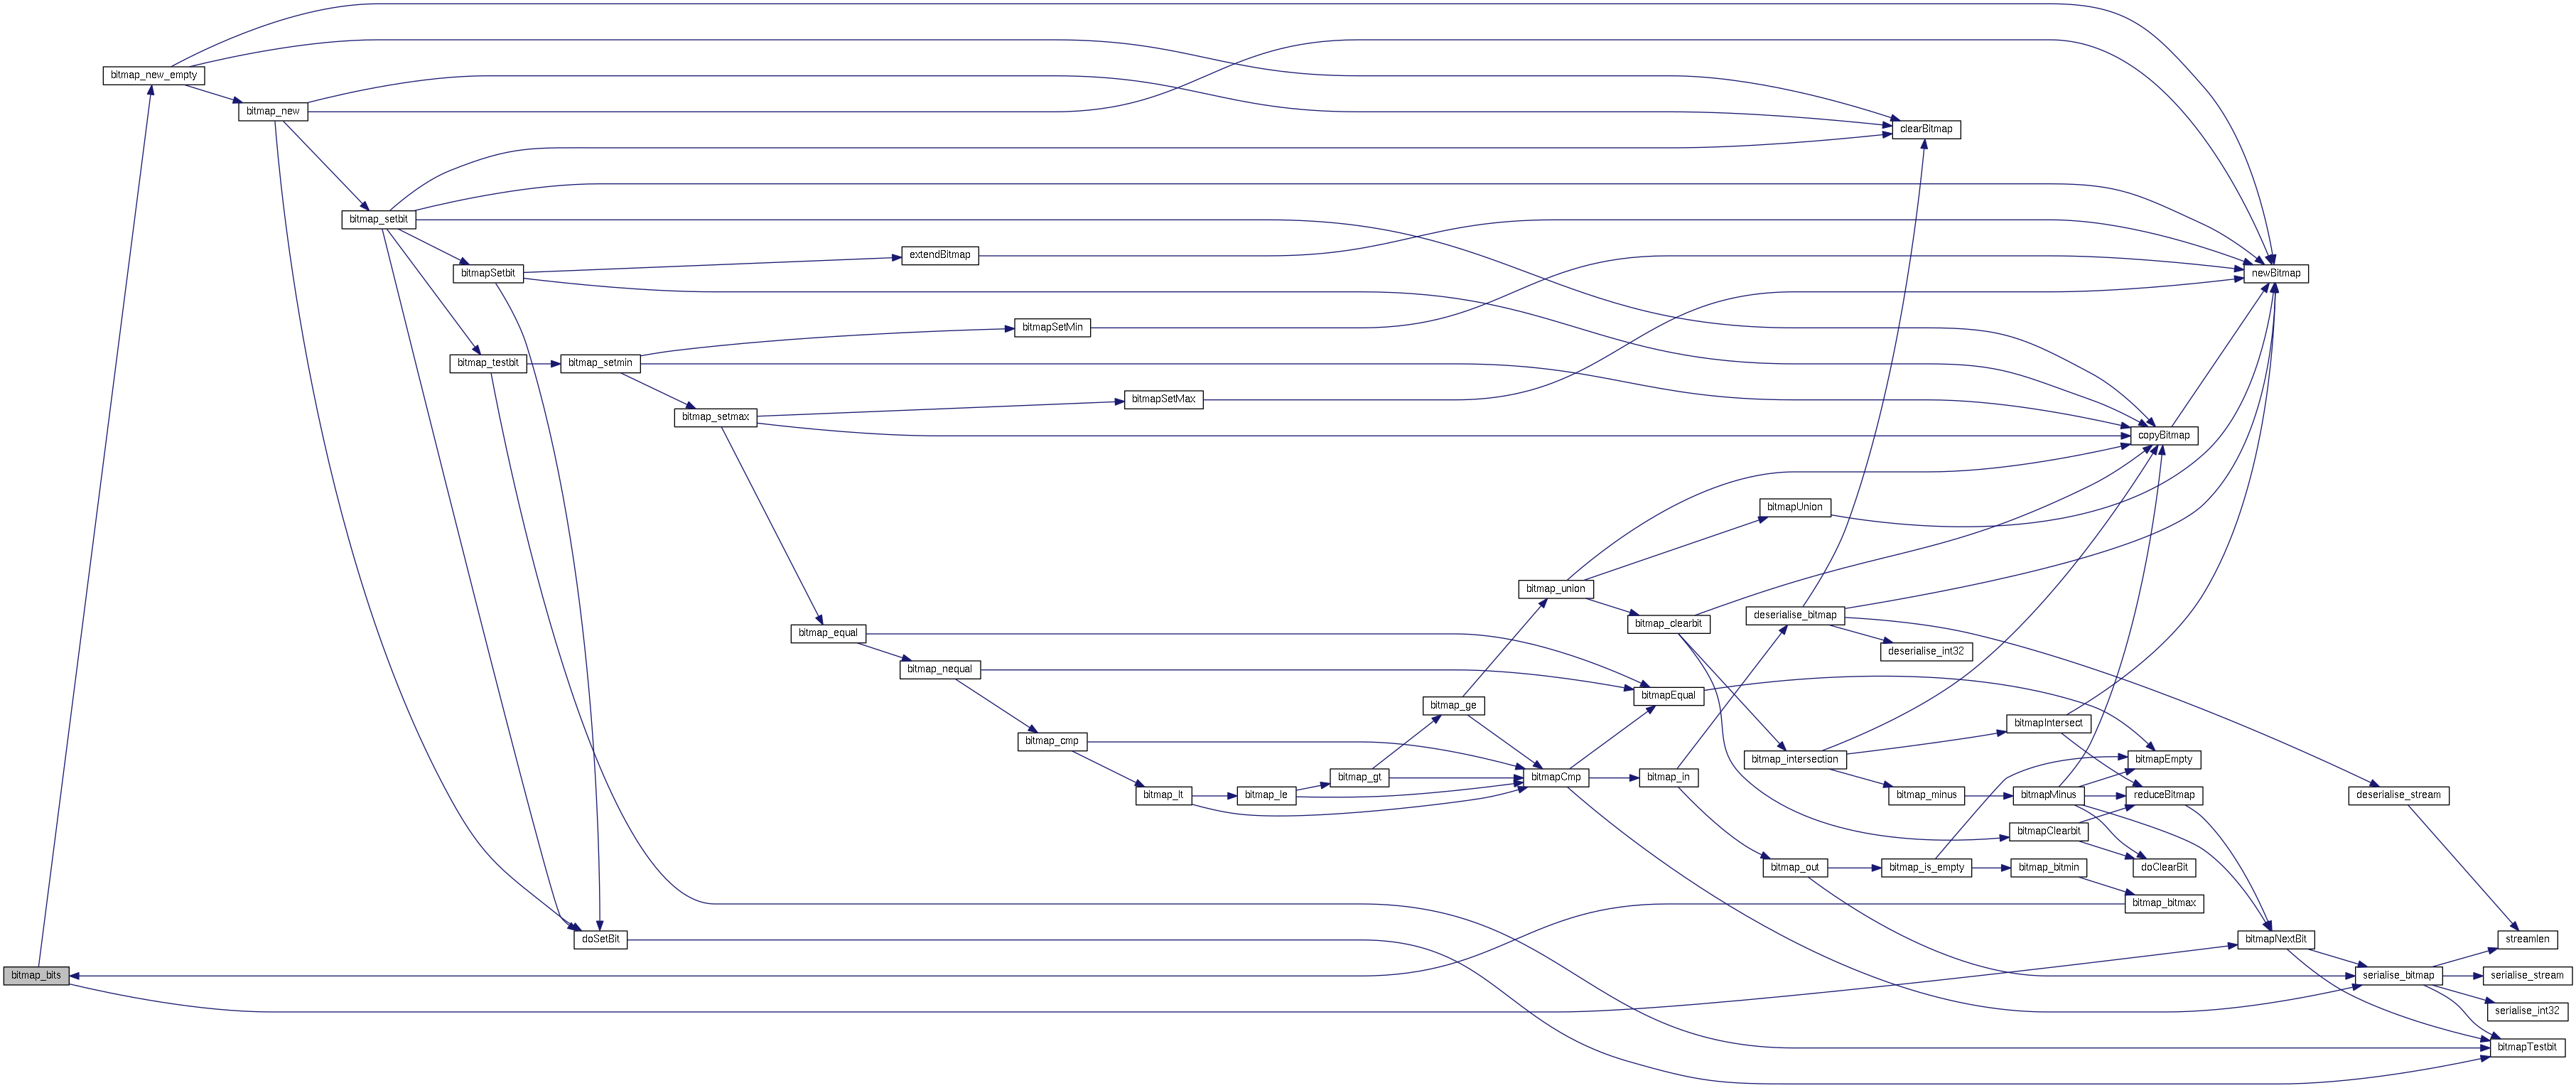 bitmap_new_empty
bitmap_new
clearBitmap
bitmap_setbit
extendBitmap
bitmapSetbit
newBitmap
bitmapSetMin
bitmap_testbit
bitmap_setmin
bitmapSetMax
bitmap_setmax
copyBitmap
bitmapUnion
bitmap_union
deserialise_bitmap
bitmap_clearbit
bitmap_equal
deserialise_int32
bitmap_nequal
bitmapEqual
bitmap_ge
bitmapIntersect
bitmap_cmp
bitmap_intersection
bitmapEmpty
bitmap_gt
bitmapCmp
bitmap_in
bitmap_lt
bitmap_le
bitmap_minus
bitmapMinus
reduceBitmap
deserialise_stream
bitmapClearbit
bitmap_out
bitmap_is_empty
bitmap_bitmin
doClearBit
bitmap_bitmax
doSetBit
bitmapNextBit
streamlen
bitmap_bits
serialise_bitmap
serialise_stream
serialise_int32
bitmapTestbit